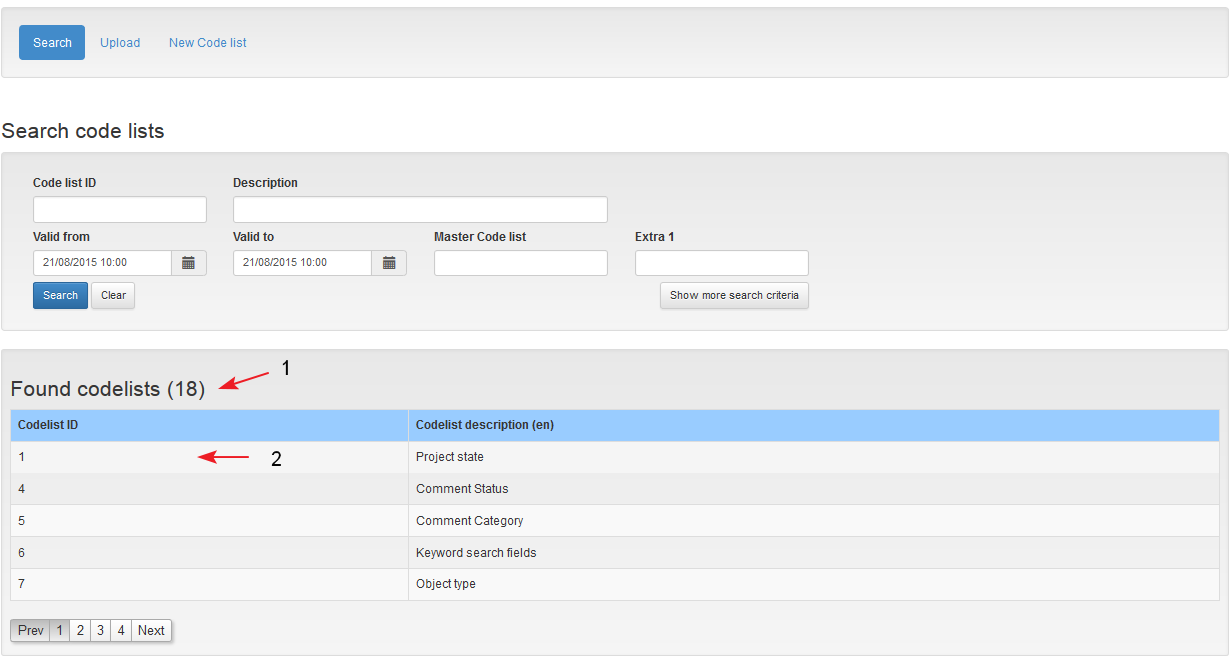 Search Upload New Code list
Search code lists
Code list ID Description
Valid from Valid to Master Code list Extra 1
21/08/2015 10:00 21/08/2015 10:00
Search Clear Show more search criteria
1
Found codelists (18)
Codelist ID Codelist description (en)
1 2 Project state
4 Comment Status
5 Comment Category
6 Keyword search fields
7 Object type
Prev 1 2 3 4 Next